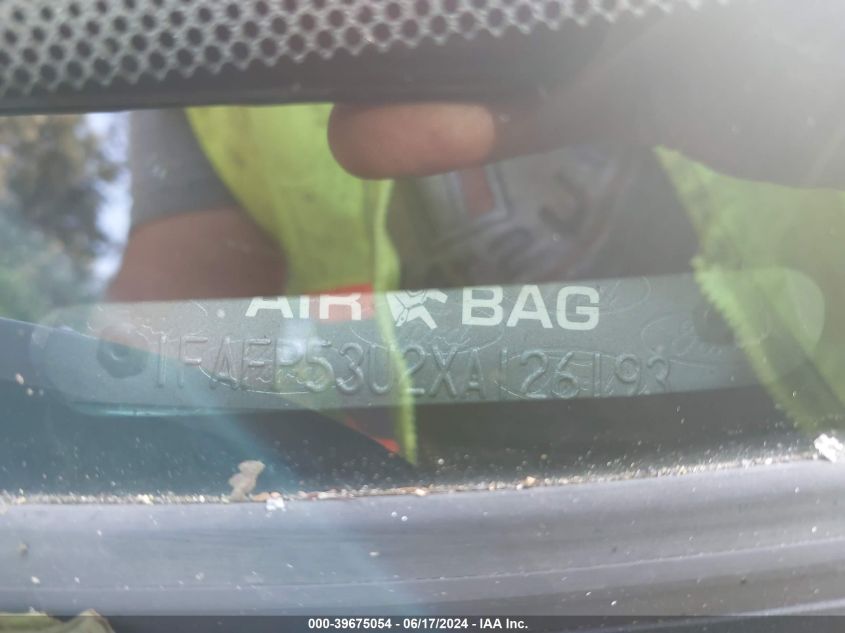 AIR BAG
1FAFP53U2XA126193
000-39675054 - 06/17/2024 - IAA Inc.